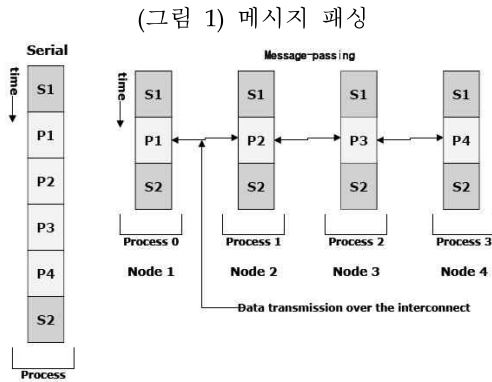 (그림 1) 메시지 패싱
Serial
time
S1
P1
P2
P3
P4
S2
Process
Message-passing
time
S1 S1 S1 S1
P1 P2 P3 P4
S2 S2 S2 S2
Process 0 Process 1 Process 2 Process 3
Node 1 Node 2 Node 3 Node 4
Data transmission over the interconnect